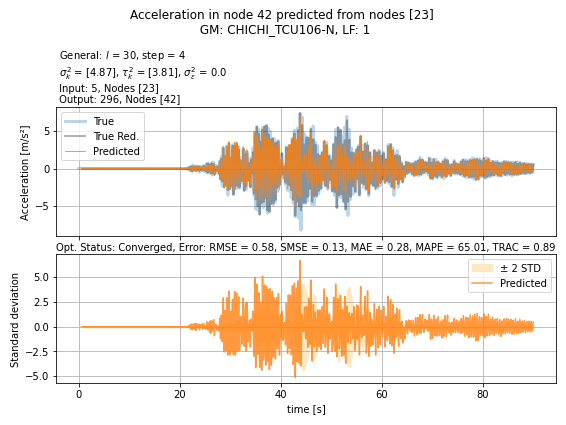 Acceleration in node 42 predicted from nodes [23]
GM: CHICHI_TCU106-N, LF: 1
General: l = 30, step = 4
σ²ₖ = [4.87], τ²ₖ = [3.81], σ²_ε = 0.0
Input: 5, Nodes [23]
Output: 296, Nodes [42]
Acceleration [m/s²]
5
0
−5
True
True Red.
Predicted
Opt. Status: Converged, Error: RMSE = 0.58, SMSE = 0.13, MAE = 0.28, MAPE = 65.01, TRAC = 0.89
Standard deviation
5.0
2.5
0.0
−2.5
−5.0
± 2 STD
Predicted
0 20 40 60 80
time [s]